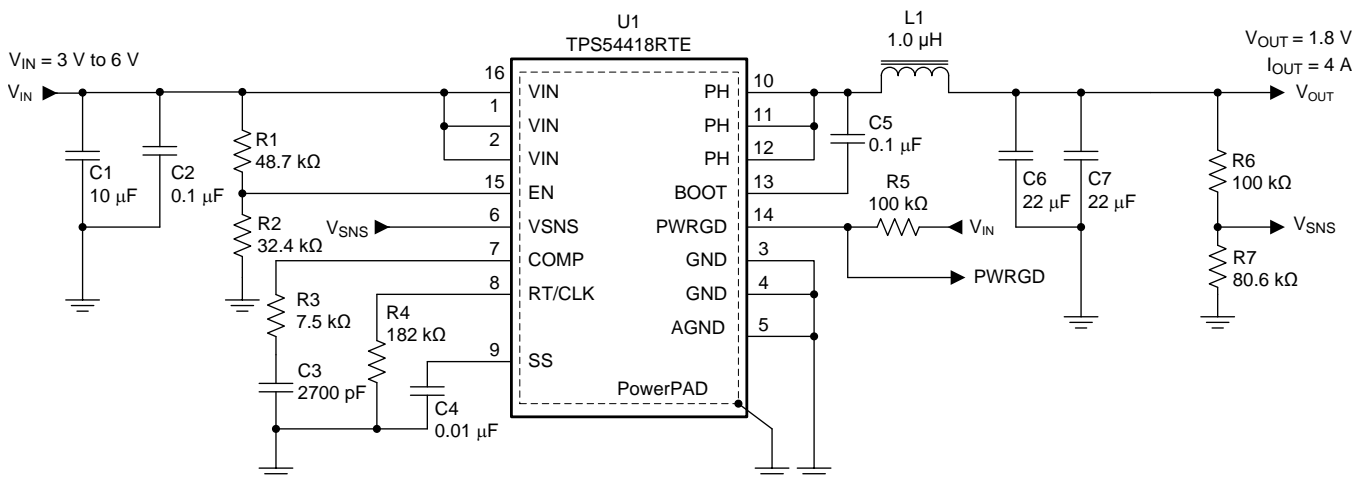 U1
TPS54418RTE
L1
1.0 µH
V_IN = 3 V to 6 V
V_OUT = 1.8 V
I_OUT = 4 A
V_IN
16
VIN
PH
10
V_OUT
1
VIN
PH
11
2
VIN
PH
12
C5
0.1 µF
R1
48.7 kΩ
C1
10 µF
C2
0.1 µF
15
EN
BOOT
13
C6
22 µF
C7
22 µF
R6
100 kΩ
R2
32.4 kΩ
V_SNS
6
VSNS
PWRGD
14
R5
100 kΩ
V_IN
V_SNS
7
COMP
GND
3
PWRGD
R7
80.6 kΩ
8
RT/CLK
GND
4
R3
7.5 kΩ
R4
182 kΩ
AGND
5
9
SS
C3
2700 pF
C4
0.01 µF
PowerPAD